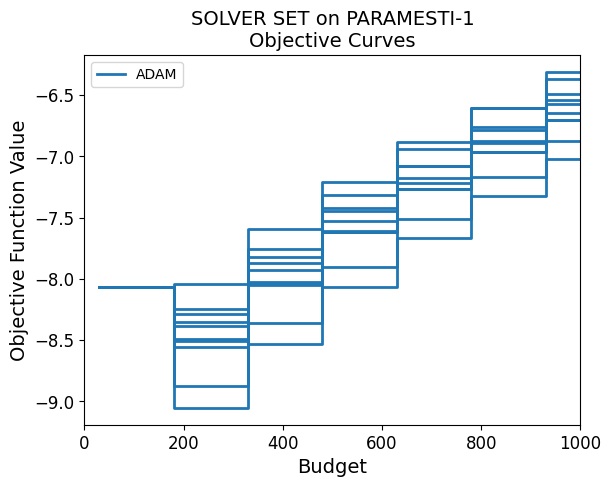 SOLVER SET on PARAMESTI-1
Objective Curves
ADAM
Objective Function Value
−6.5
−7.0
−7.5
−8.0
−8.5
−9.0
0
200
400
600
800
1000
Budget